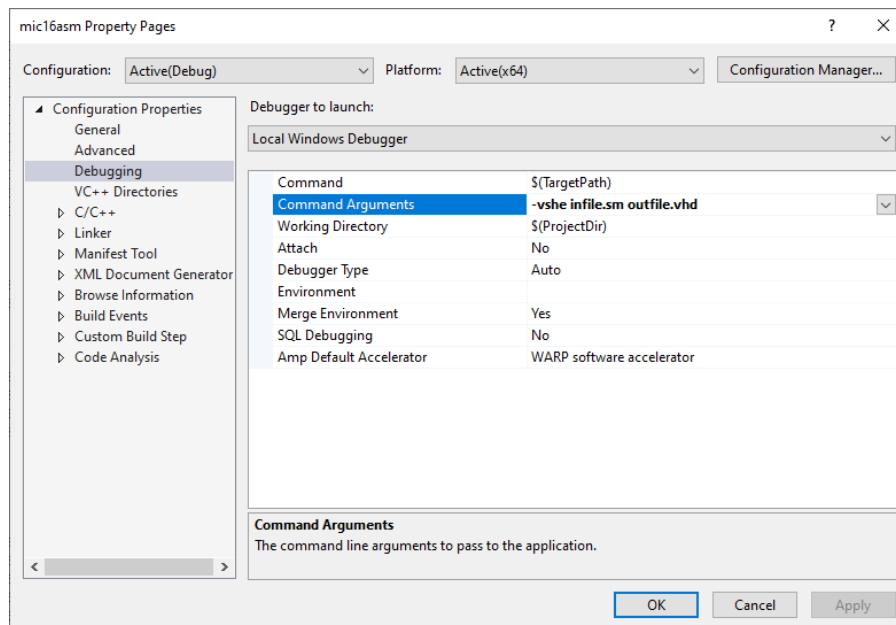 mic16asm Property Pages
?
Configuration: Active(Debug) Platform: Active(x64) Configuration Manager...
Configuration Properties
General
Advanced
Debugging
VC++ Directories
C/C++
Linker
Manifest Tool
XML Document Generator
Browse Information
Build Events
Custom Build Step
Code Analysis
Debugger to launch:
Local Windows Debugger
Command $(TargetPath)
Command Arguments -vshe infile.sm outfile.vhd
Working Directory $(ProjectDir)
Attach No
Debugger Type Auto
Environment
Merge Environment Yes
SQL Debugging No
Amp Default Accelerator WARP software accelerator
Command Arguments
The command line arguments to pass to the application.
OK Cancel Apply